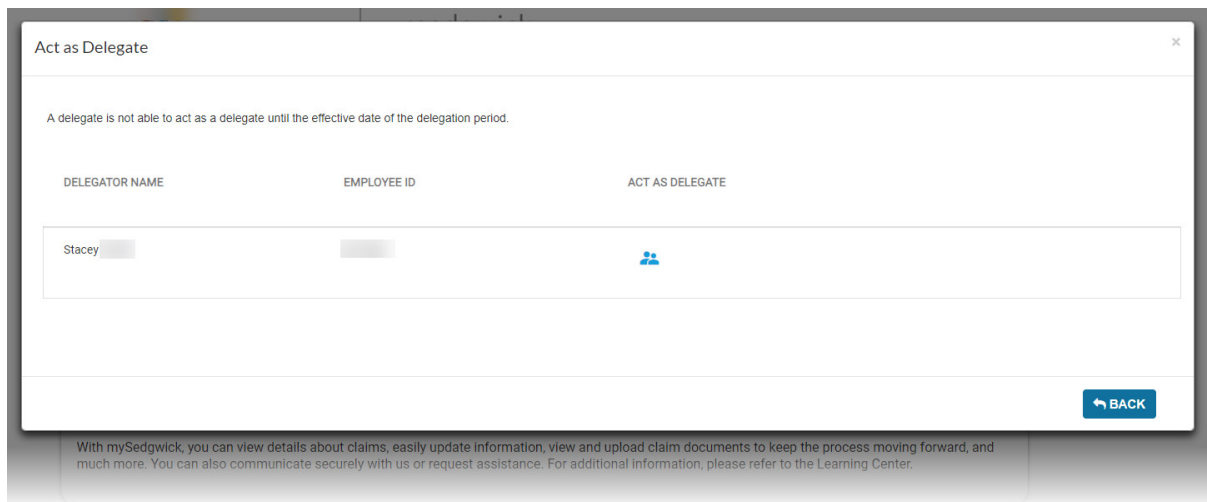 Act as Delegate
×
A delegate is not able to act as a delegate until the effective date of the delegation period.
DELEGATOR NAME EMPLOYEE ID ACT AS DELEGATE
Stacey
BACK
With mySedgwick, you can view details about claims, easily update information, view and upload claim documents to keep the process moving forward, and
much more. You can also communicate securely with us or request assistance. For additional information, please refer to the Learning Center.